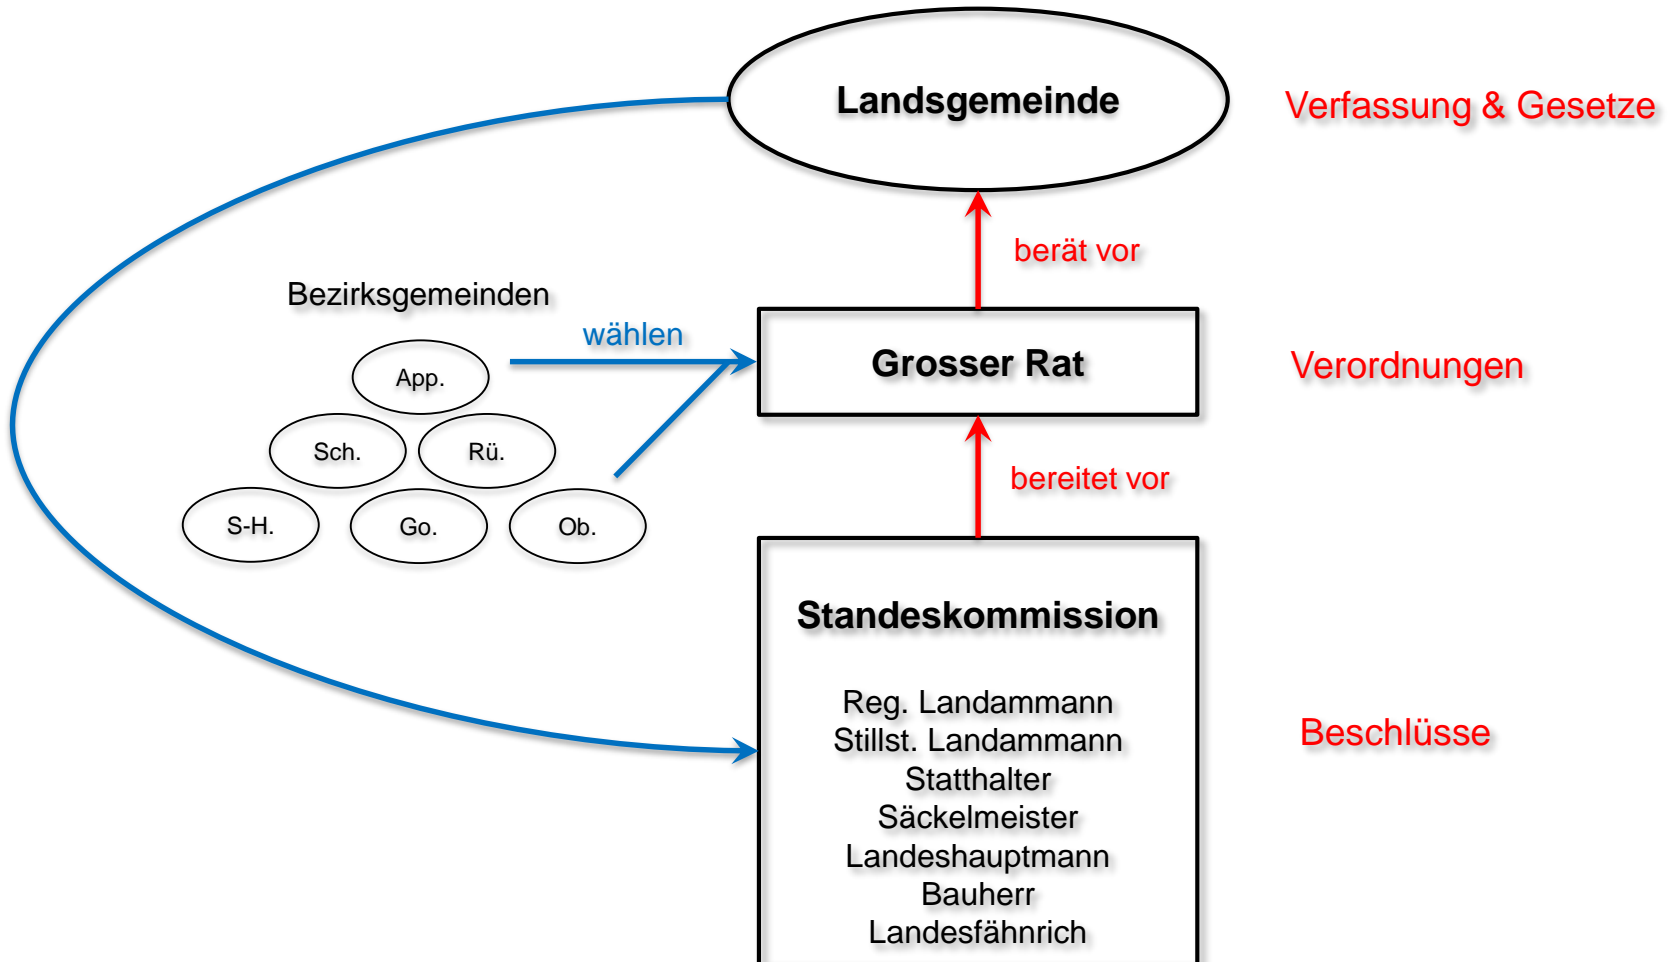 Landsgemeinde
Verfassung & Gesetze
berät vor
Bezirksgemeinden
wählen
Grosser Rat
Verordnungen
App.
Sch.
Rü.
S-H.
Go.
Ob.
bereitet vor
Standeskommission
Reg. Landammann
Stillst. Landammann
Statthalter
Säckelmeister
Landeshauptmann
Bauherr
Landesfähnrich
Beschlüsse